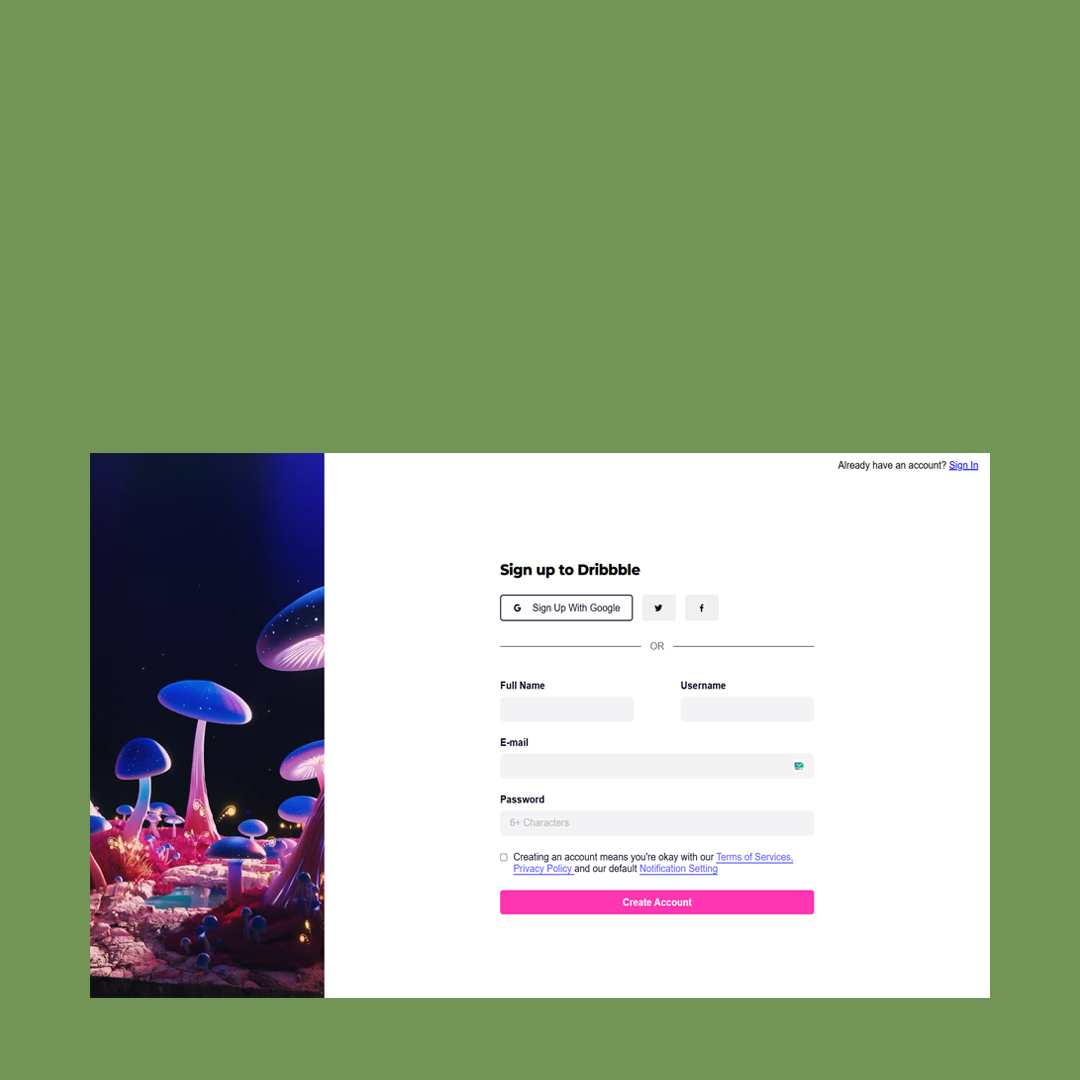 Already have an account? Sign In
Sign up to Dribbble
G Sign Up With Google
OR
Full Name
Username
E-mail
Password
6+ Characters
Creating an account means you're okay with our Terms of Services,
Privacy Policy and our default Notification Setting
Create Account